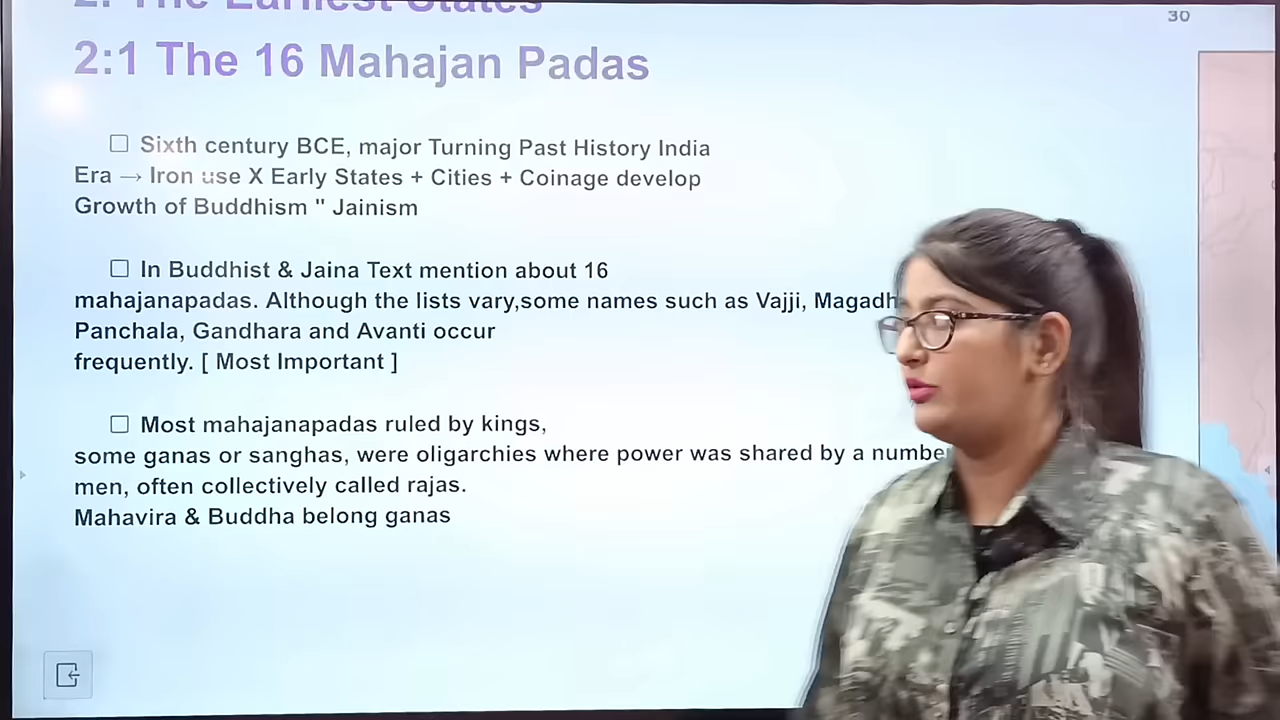 2. The Earliest States
30
2:1 The 16 Mahajan Padas
☐ Sixth century BCE, major Turning Past History India
Era → Iron use X Early States + Cities + Coinage develop
Growth of Buddhism " Jainism
☐ In Buddhist & Jaina Text mention about 16
mahajanapadas. Although the lists vary,some names such as Vajji, Magadh
Panchala, Gandhara and Avanti occur
frequently. [ Most Important ]
☐ Most mahajanapadas ruled by kings,
some ganas or sanghas, were oligarchies where power was shared by a number
men, often collectively called rajas.
Mahavira & Buddha belong ganas